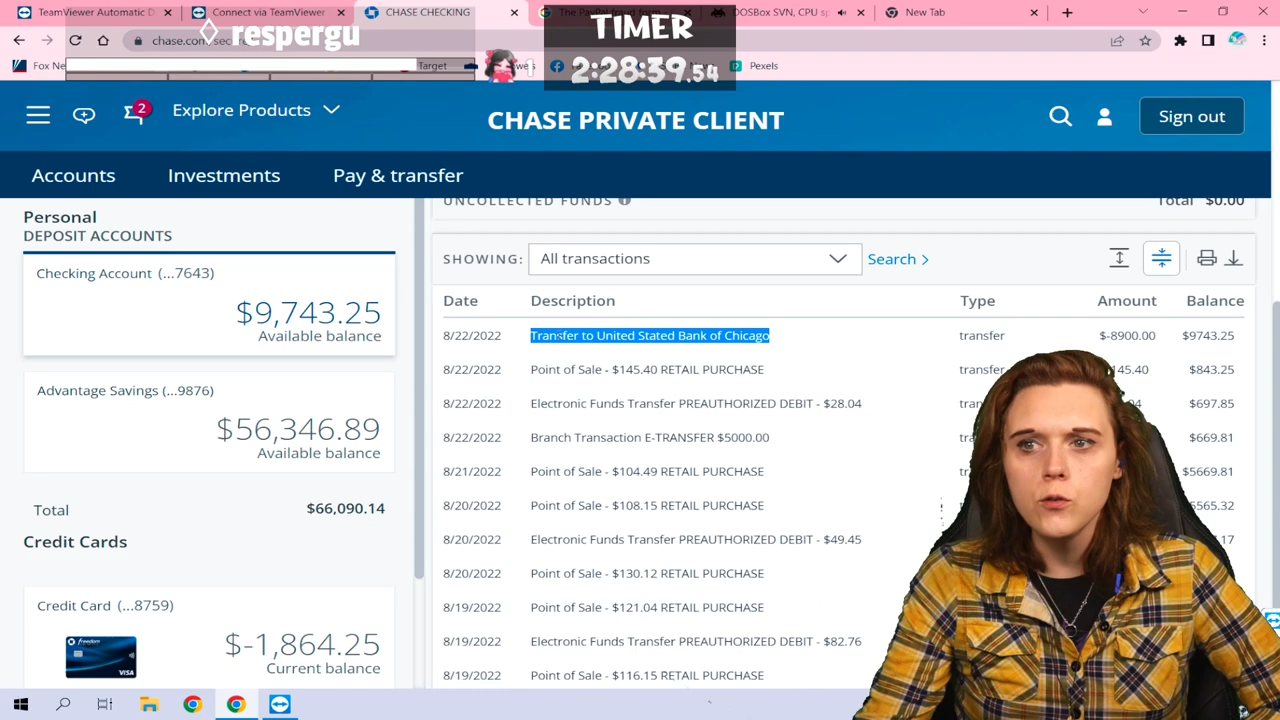 TeamViewer Automatic D
Connect via TeamViewer
CHASE CHECKING
The PayPal fraud form
DOSBox SVN, CPU sp
New Tab
respergu
TIMER
2:28:39.54
chase.com
Fox Ne
Target
1
Pexels
2
Explore Products
CHASE PRIVATE CLIENT
Sign out
Accounts
Investments
Pay & transfer
Personal
DEPOSIT ACCOUNTS
Checking Account (...7643)
$9,743.25
Available balance
Advantage Savings (...9876)
$56,346.89
Available balance
Total $66,090.14
Credit Cards
Credit Card (...8759)
freedom
VISA
$-1,864.25
Current balance
UNCOLLECTED FUNDS Total $0.00
SHOWING: All transactions Search
Date Description Type Amount Balance
8/22/2022 Transfer to United Stated Bank of Chicago transfer $-8900.00 $9743.25
8/22/2022 Point of Sale - $145.40 RETAIL PURCHASE 145.40 $843.25
8/22/2022 Electronic Funds Transfer PREAUTHORIZED DEBIT - $28.04 $697.85
8/22/2022 Branch Transaction E-TRANSFER $5000.00 $669.81
8/21/2022 Point of Sale - $104.49 RETAIL PURCHASE $5669.81
8/20/2022 Point of Sale - $108.15 RETAIL PURCHASE 565.32
8/20/2022 Electronic Funds Transfer PREAUTHORIZED DEBIT - $49.45 .17
8/20/2022 Point of Sale - $130.12 RETAIL PURCHASE
8/19/2022 Point of Sale - $121.04 RETAIL PURCHASE
8/19/2022 Electronic Funds Transfer PREAUTHORIZED DEBIT - $82.76
8/19/2022 Point of Sale - $116.15 RETAIL PURCHASE